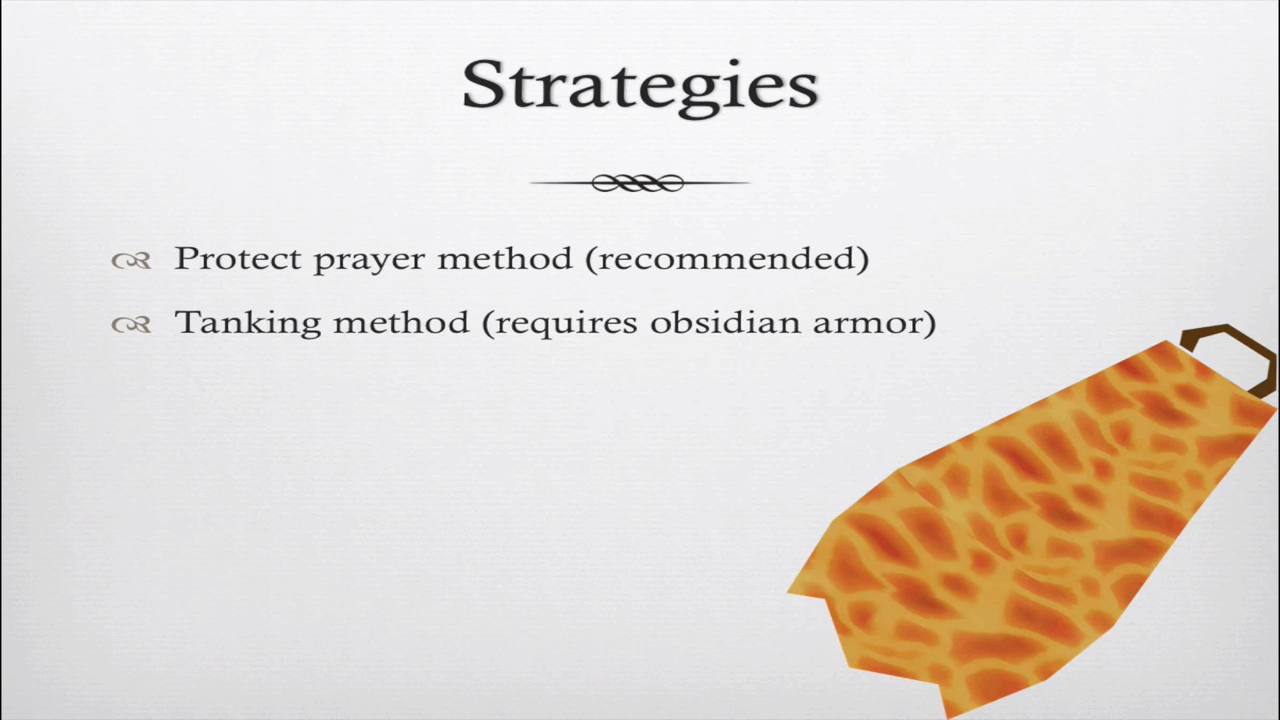 Strategies
Protect prayer method (recommended)
Tanking method (requires obsidian armor)